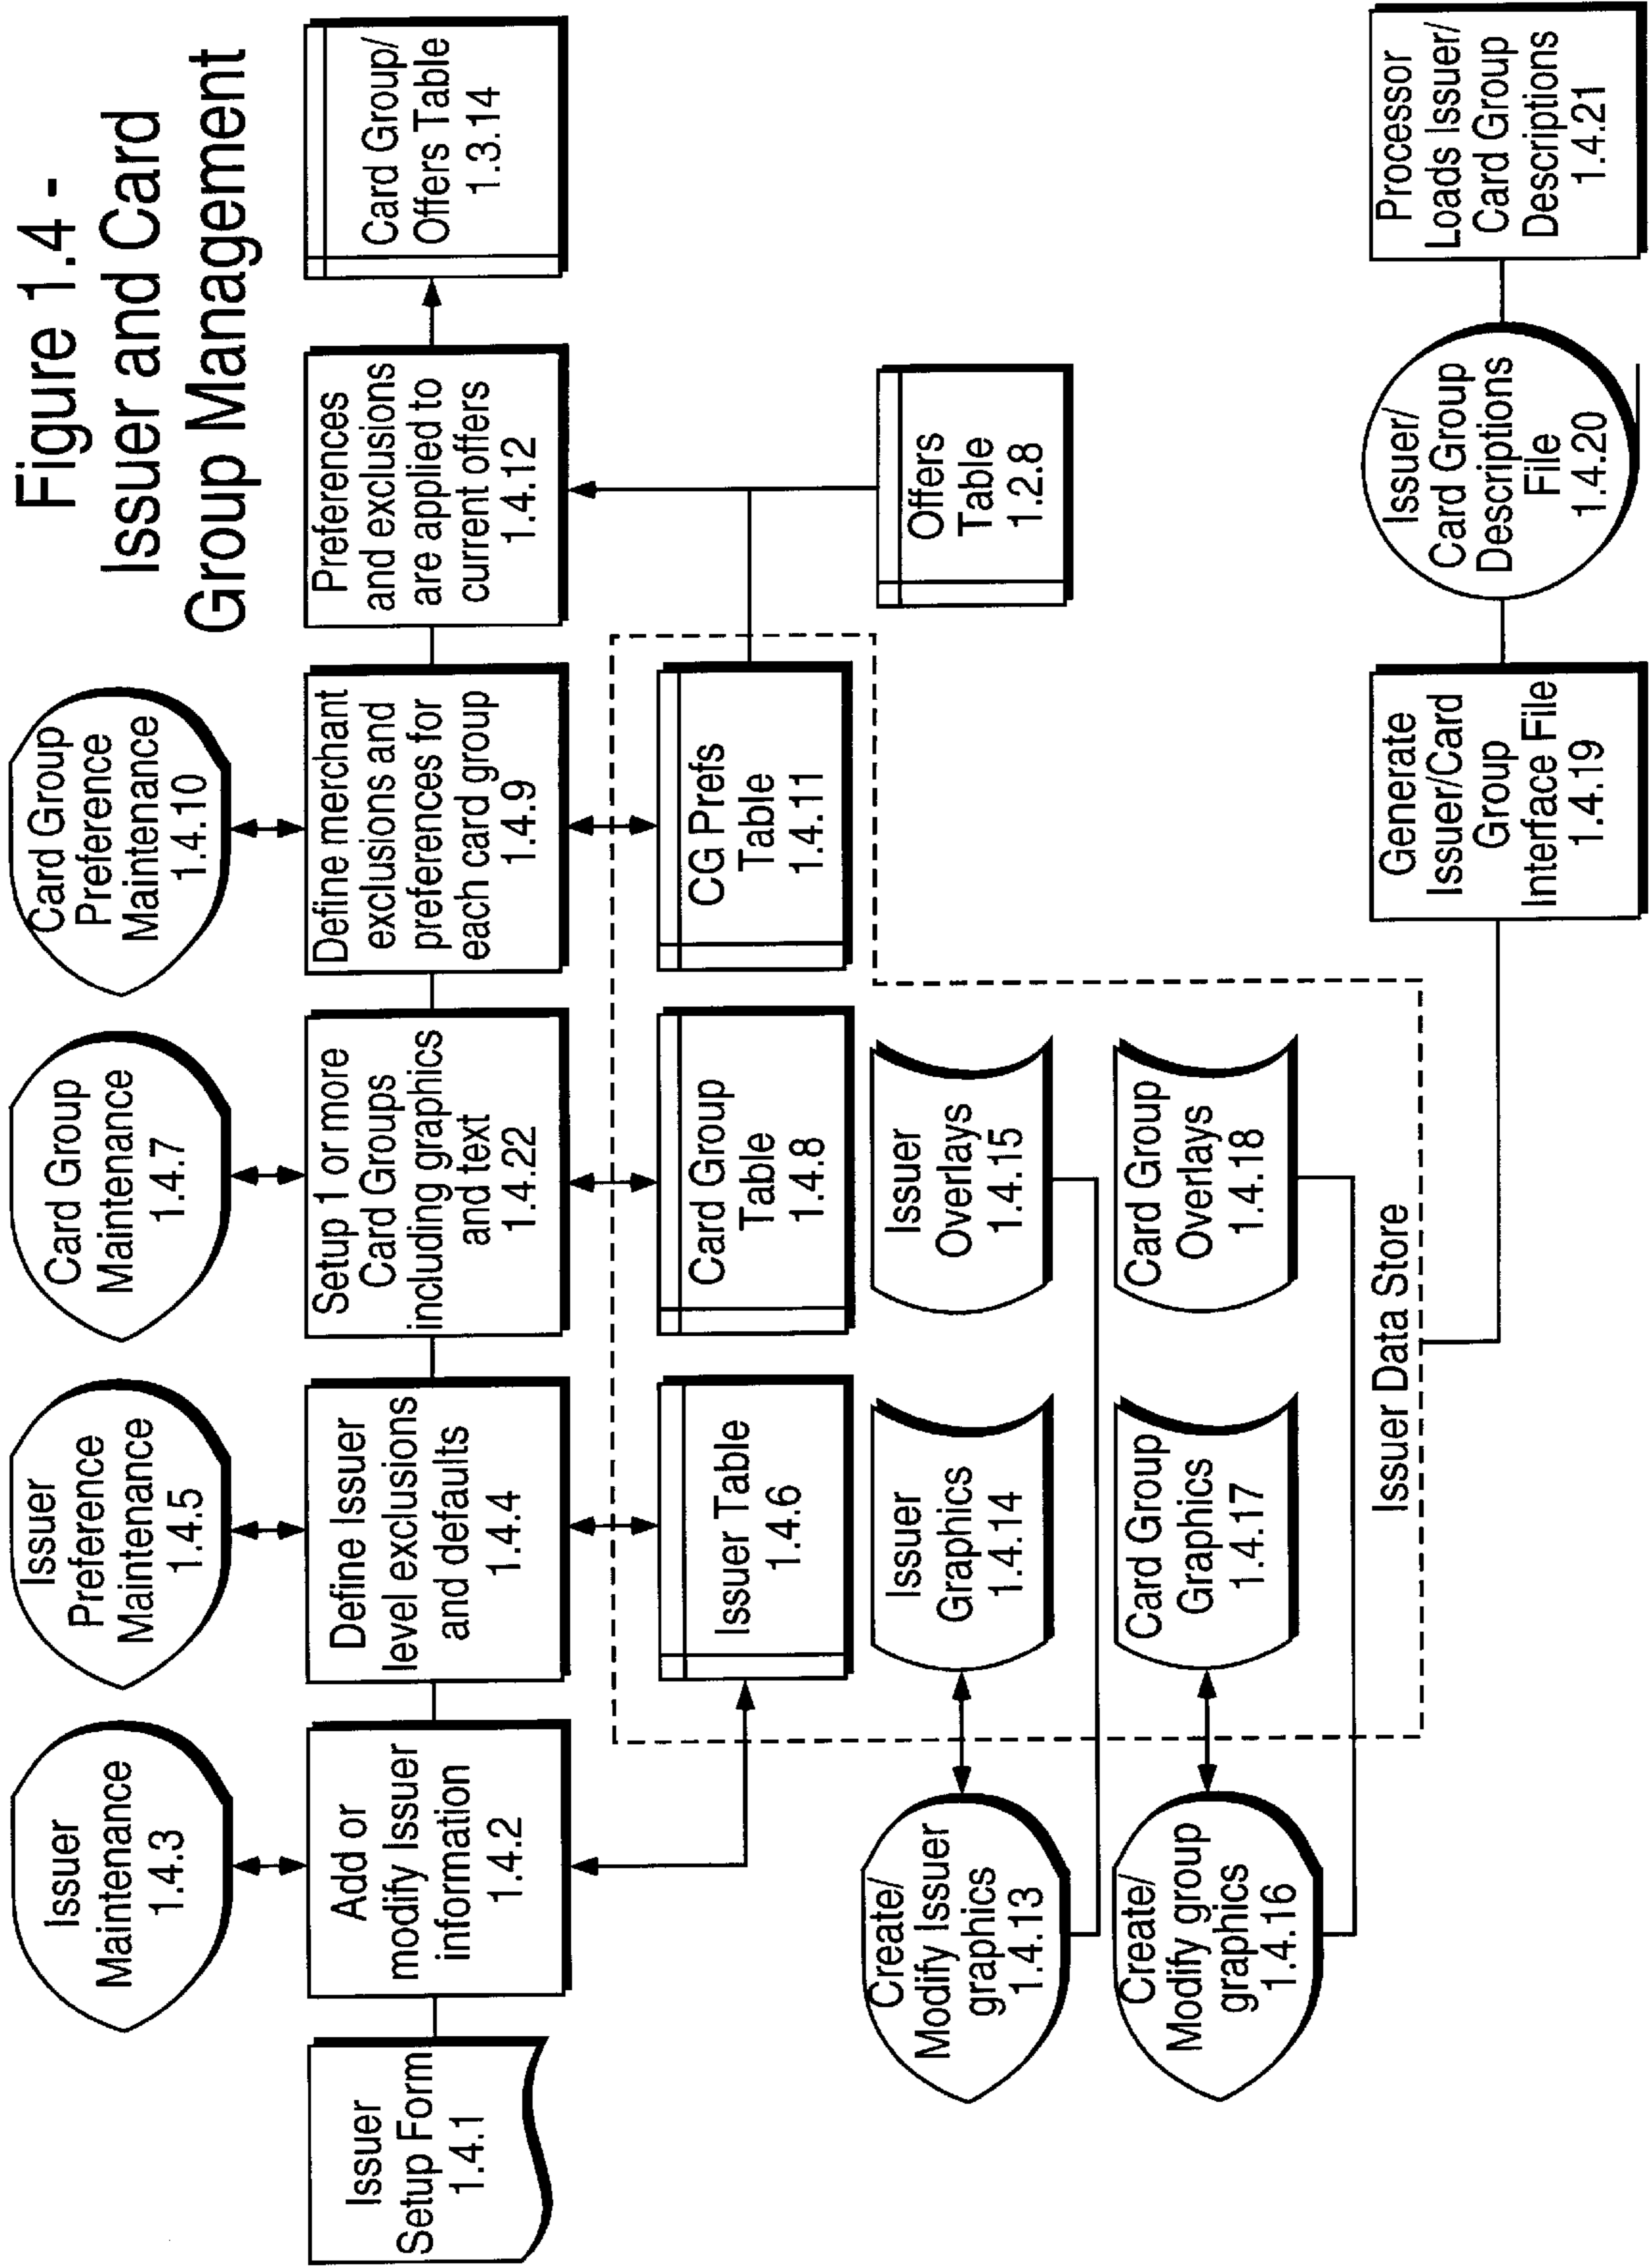 Figure 1.4 -
Issuer and Card
Group Management
Issuer
Maintenance
1.4.3
Issuer
Preference
Maintenance
1.4.5
Card Group
Maintenance
1.4.7
Card Group
Preference
Maintenance
1.4.10
Issuer
Setup Form
1.4.1
Add or
modify Issuer
information
1.4.2
Define Issuer
level exclusions
and defaults
1.4.4
Setup 1 or more
Card Groups
including graphics
and text
1.4.22
Define merchant
exclusions and
preferences for
each card group
1.4.9
Preferences
and exclusions
are applied to
current offers
1.4.12
Card Group/
Offers Table
1.3.14
Issuer Table
1.4.6
Card Group
Table
1.4.8
CG Prefs
Table
1.4.11
Offers
Table
1.2.8
Create/
Modify Issuer
graphics
1.4.13
Issuer
Graphics
1.4.14
Issuer
Overlays
1.4.15
Create/
Modify group
graphics
1.4.16
Card Group
Graphics
1.4.17
Card Group
Overlays
1.4.18
Issuer Data Store
Generate
Issuer/Card
Group
Interface File
1.4.19
Issuer/
Card Group
Descriptions
File
1.4.20
Processor
Loads Issuer/
Card Group
Descriptions
1.4.21